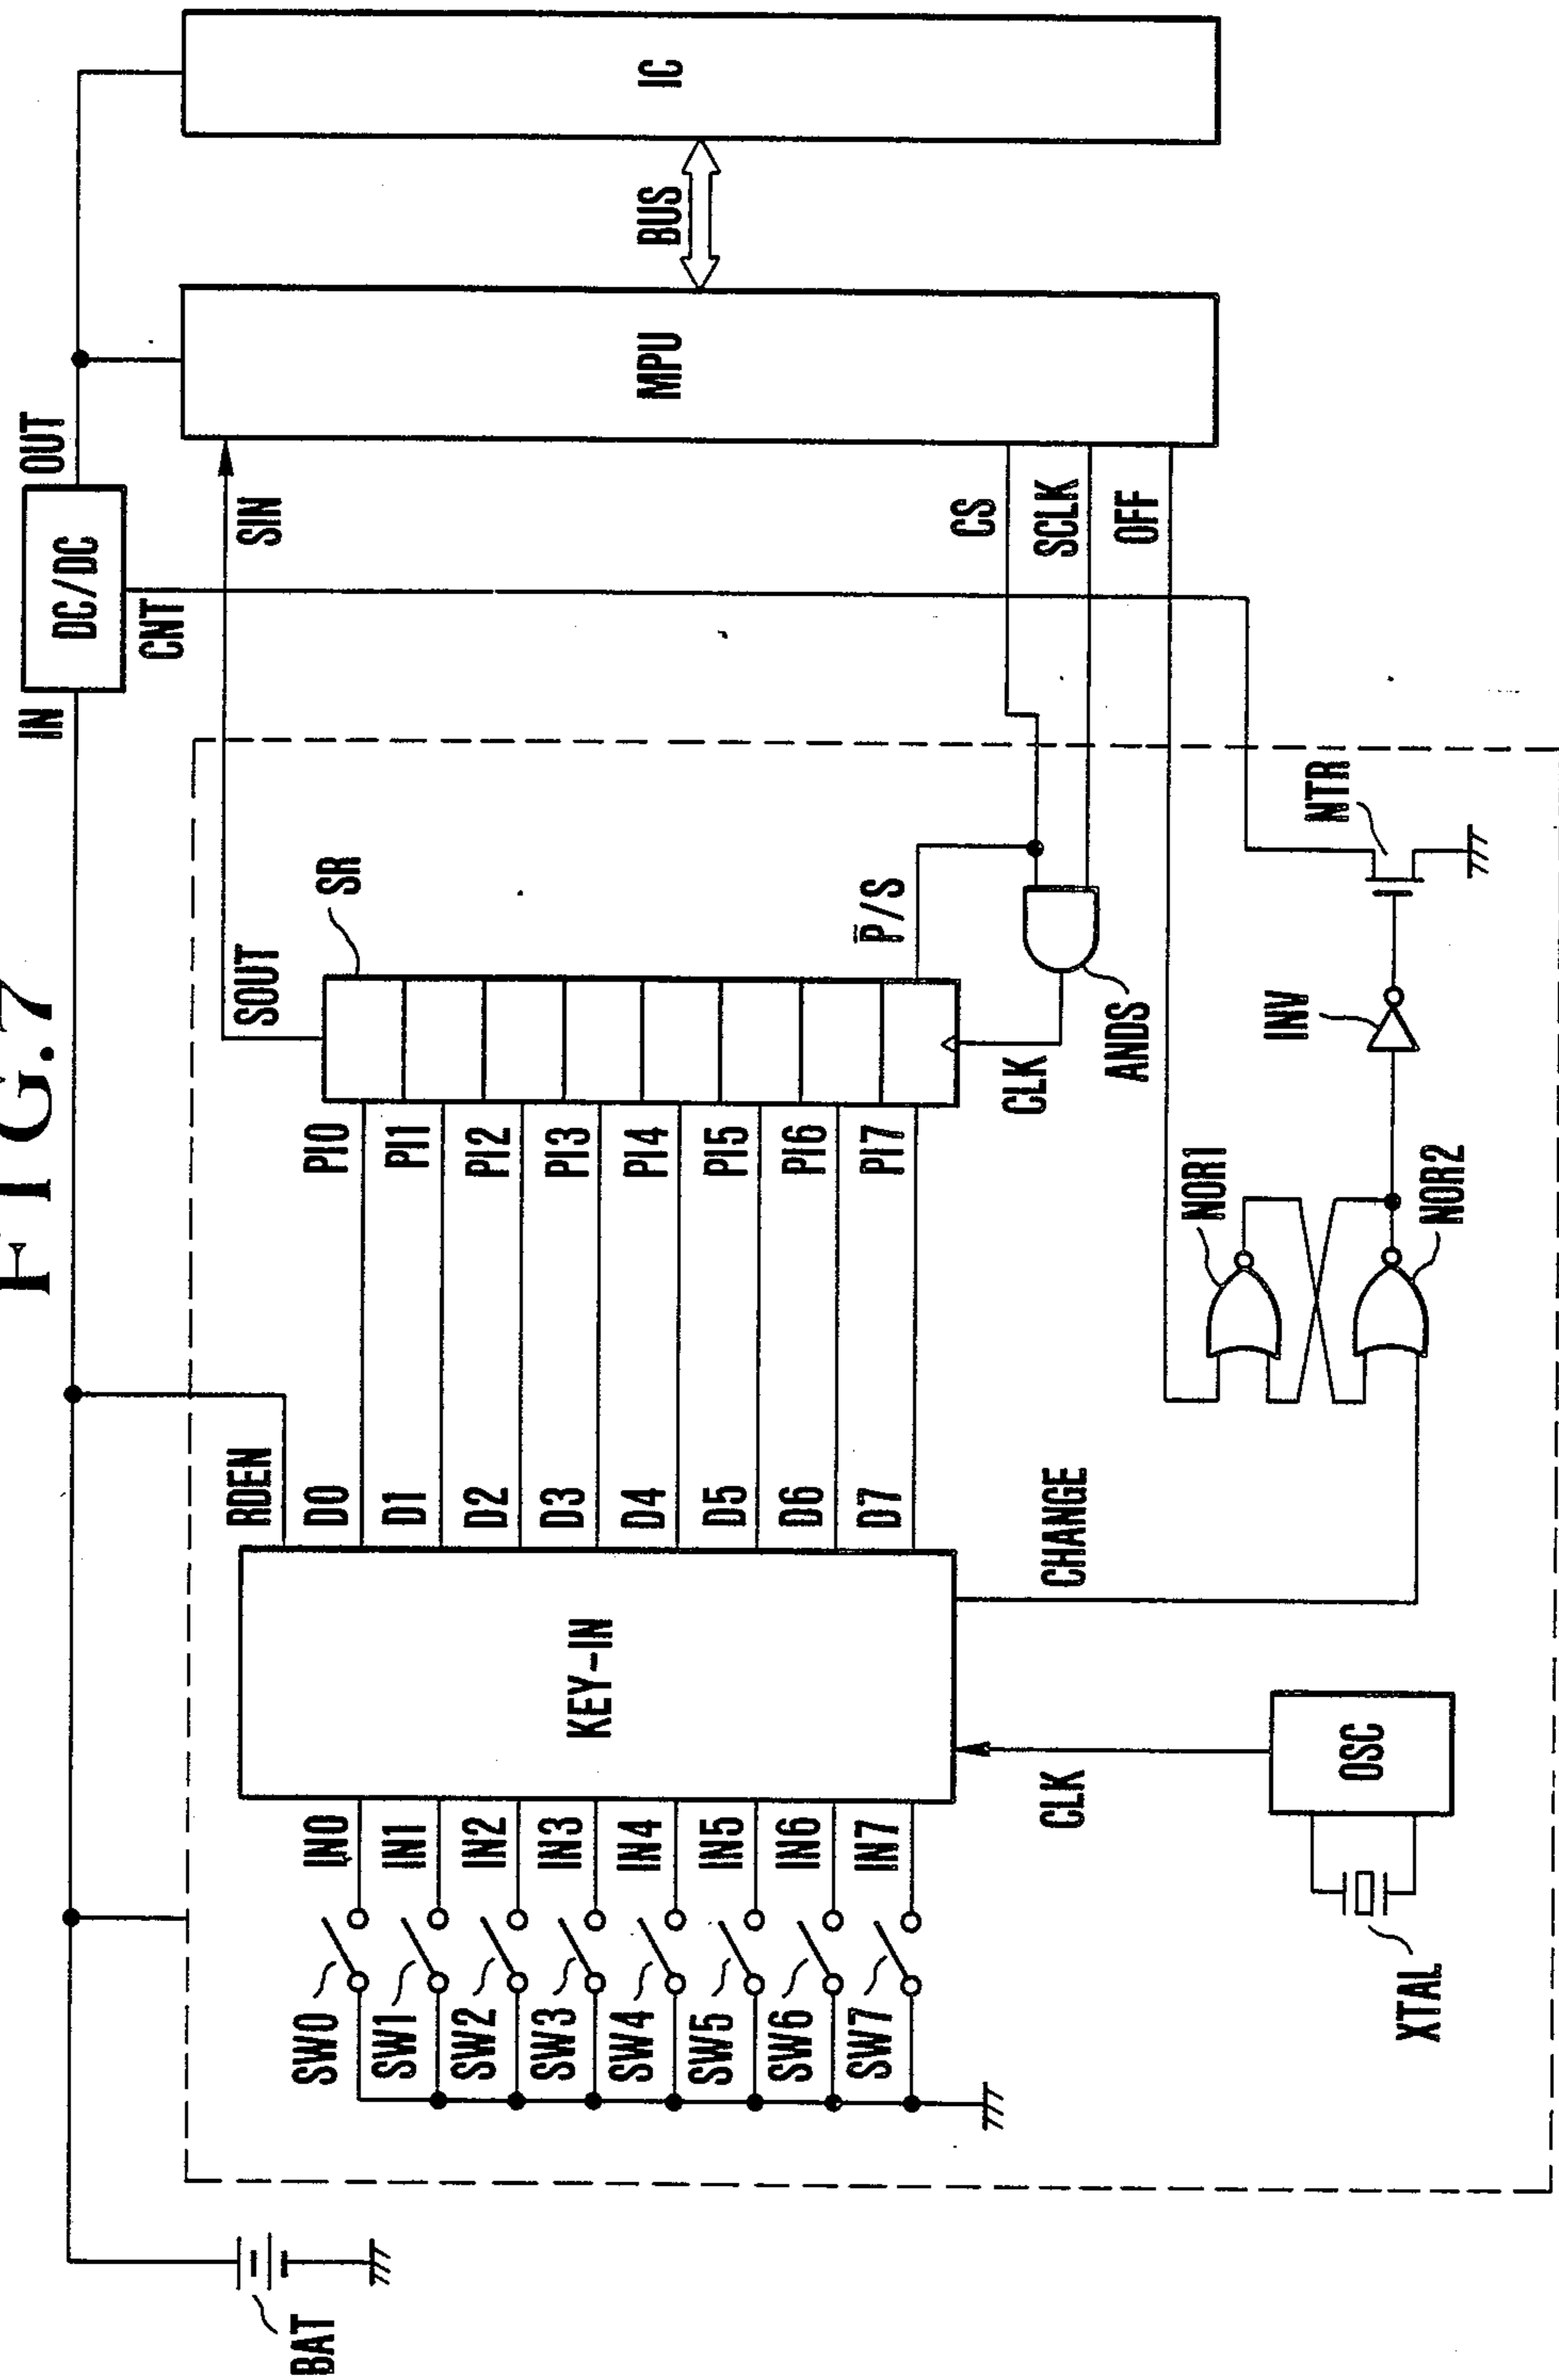 FIG.7
BAT
IN
DC/DC
OUT
CNT
SW0
SW1
SW2
SW3
SW4
SW5
SW6
SW7
IN0
IN1
IN2
IN3
IN4
IN5
IN6
IN7
KEY-IN
RDEN
D0
D1
D2
D3
D4
D5
D6
D7
PI0
PI1
PI2
PI3
PI4
PI5
PI6
PI7
SOUT
SR
SIN
P̄/S
CLK
ANDS
CS
SCLK
OFF
MPU
BUS
IC
XTAL
OSC
CLK
CHANGE
NOR1
NOR2
INV
NTR